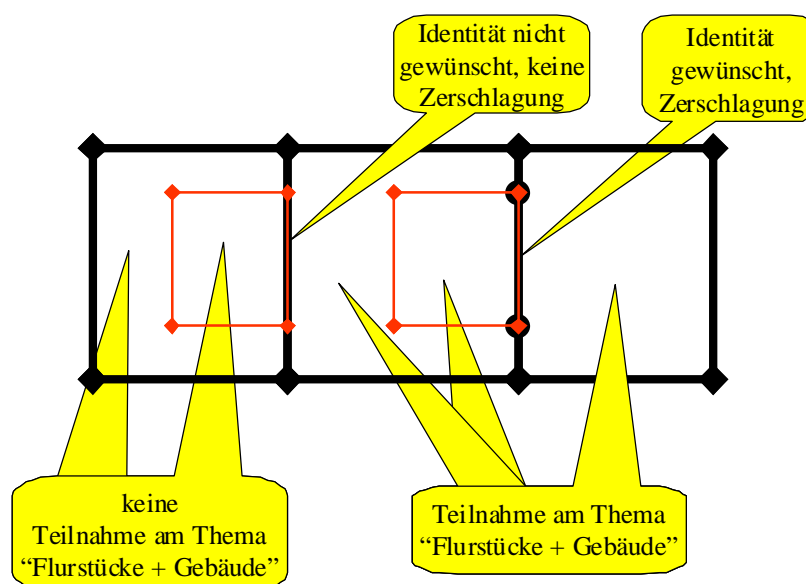 Identität nicht
gewünscht, keine
Zerschlagung
Identität
gewünscht,
Zerschlagung
keine
Teilnahme am Thema
“Flurstücke + Gebäude”
Teilnahme am Thema
“Flurstücke + Gebäude”